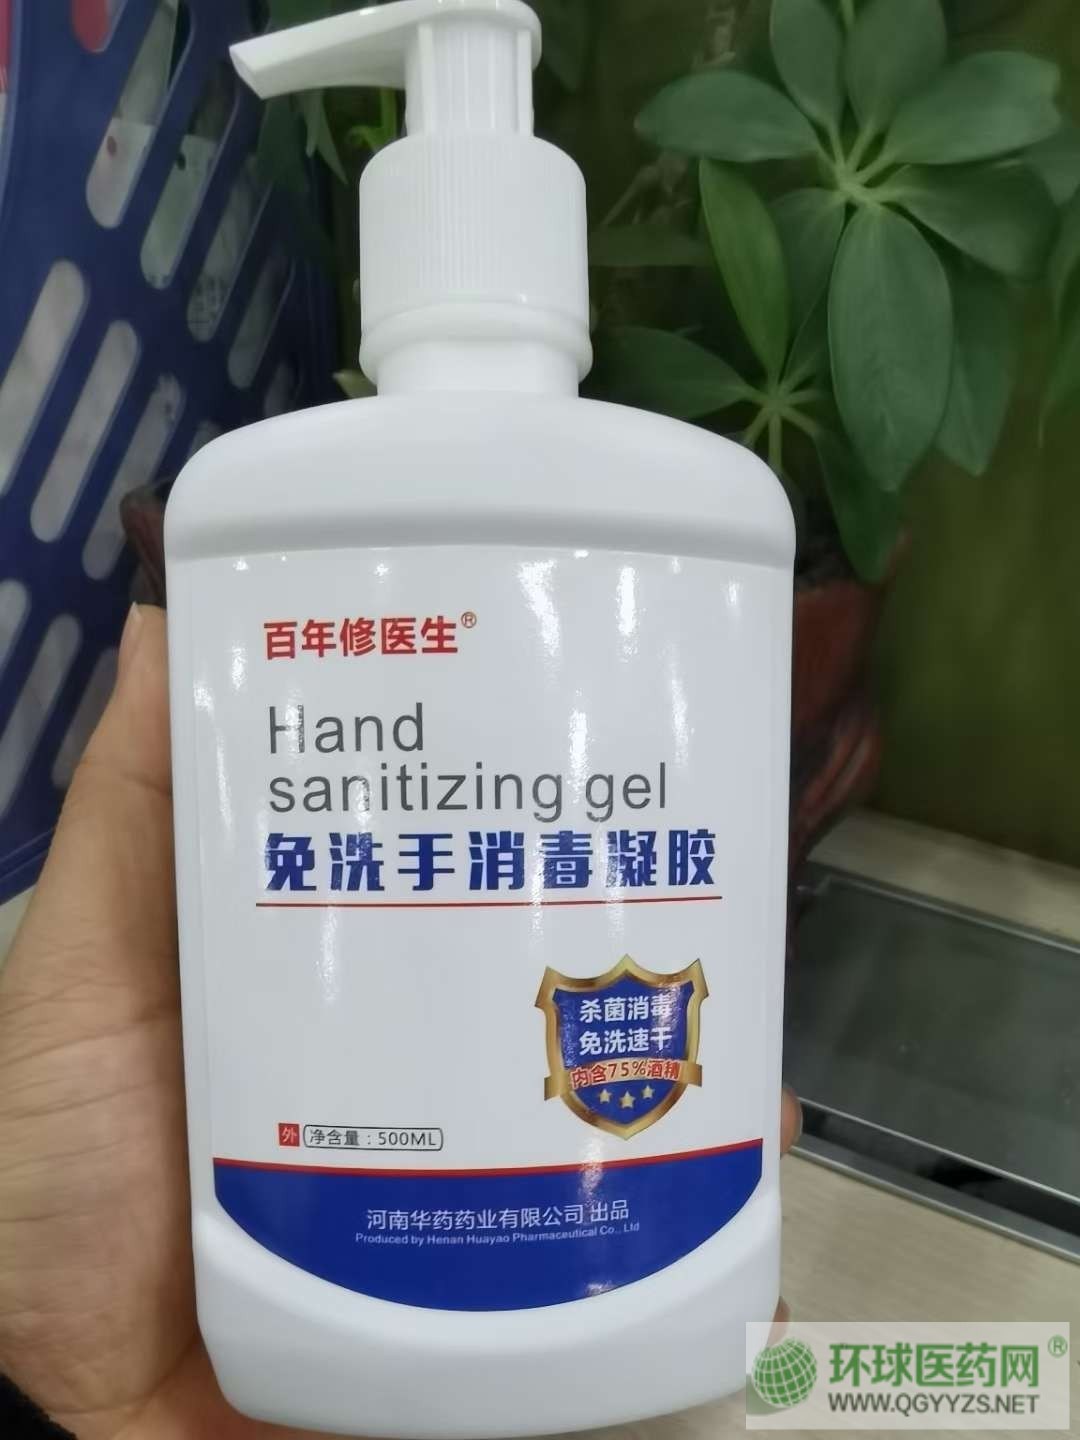 百年修医生®
Hand
sanitizing gel
免洗手消毒凝胶
杀菌消毒
免洗速干
内含75%酒精
外 净含量:500ML
河南华药药业有限公司 出品
Produced by Henan Huayao Pharmaceutical Co., Ltd
环球医药网®
WWW.QGYYZS.NET